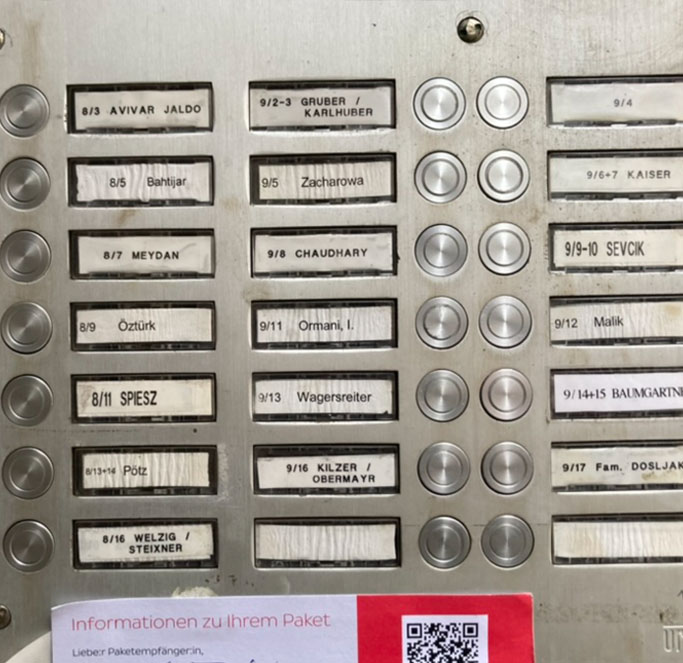 8/3 AVIVAR JALDO
8/5 Bahtijar
8/7 MEYDAN
8/9 Öztürk
8/11 SPIESZ
8/13+14 Pötz
8/16 WELZIG /
STEIXNER
9/2-3 GRUBER /
KARLHUBER
9/5 Zacharowa
9/8 CHAUDHARY
9/11 Ormani, I.
9/13 Wagersreiter
9/16 KILZER /
OBERMAYR
9/4
9/6+7 KAISER
9/9-10 SEVCIK
9/12 Malik
9/14+15 BAUMGARTN
9/17 Fam. DOSLJAK
Informationen zu Ihrem Paket
Liebe:r Paketempfänger:in,